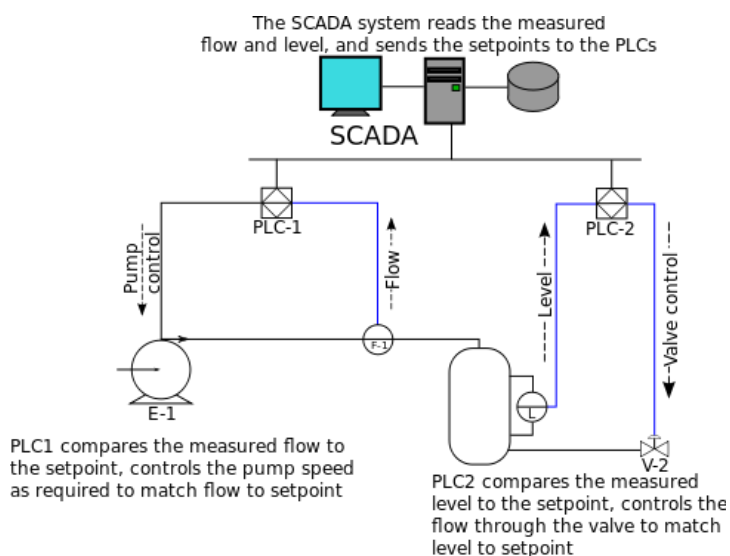 The SCADA system reads the measured
flow and level, and sends the setpoints to the PLCs
SCADA
PLC-1
PLC-2
Pump
control
Flow
Level
Valve control
F-1
E-1
L
V-2
PLC1 compares the measured flow to
the setpoint, controls the pump speed
as required to match flow to setpoint
PLC2 compares the measured
level to the setpoint, controls the
flow through the valve to match
level to setpoint